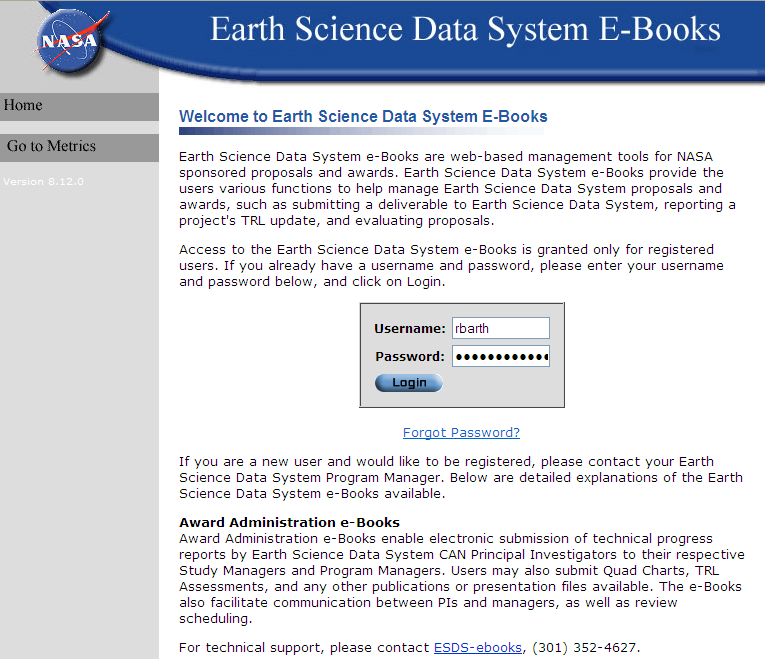 NASA
Earth Science Data System E-Books
Home
Go to Metrics
Version 8.12.0
Welcome to Earth Science Data System E-Books
Earth Science Data System e-Books are web-based management tools for NASA
sponsored proposals and awards. Earth Science Data System e-Books provide the
users various functions to help manage Earth Science Data System proposals and
awards, such as submitting a deliverable to Earth Science Data System, reporting a
project's TRL update, and evaluating proposals.
Access to the Earth Science Data System e-Books is granted only for registered
users. If you already have a username and password, please enter your username
and password below, and click on Login.
Username: rbarth
Password: ●●●●●●●●●●●●
Login
Forgot Password?
If you are a new user and would like to be registered, please contact your Earth
Science Data System Program Manager. Below are detailed explanations of the Earth
Science Data System e-Books available.
Award Administration e-Books
Award Administration e-Books enable electronic submission of technical progress
reports by Earth Science Data System CAN Principal Investigators to their respective
Study Managers and Program Managers. Users may also submit Quad Charts, TRL
Assessments, and any other publications or presentation files available. The e-Books
also facilitate communication between PIs and managers, as well as review
scheduling.
For technical support, please contact ESDS-ebooks, (301) 352-4627.